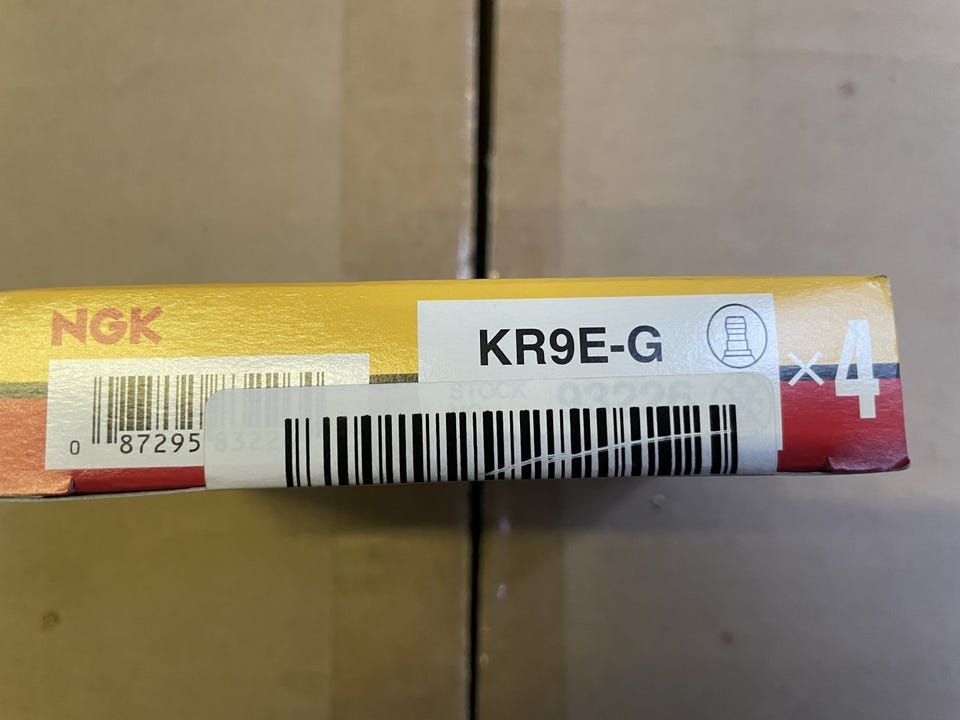 NGK
KR9E-G
×4
STOCK
0 87295